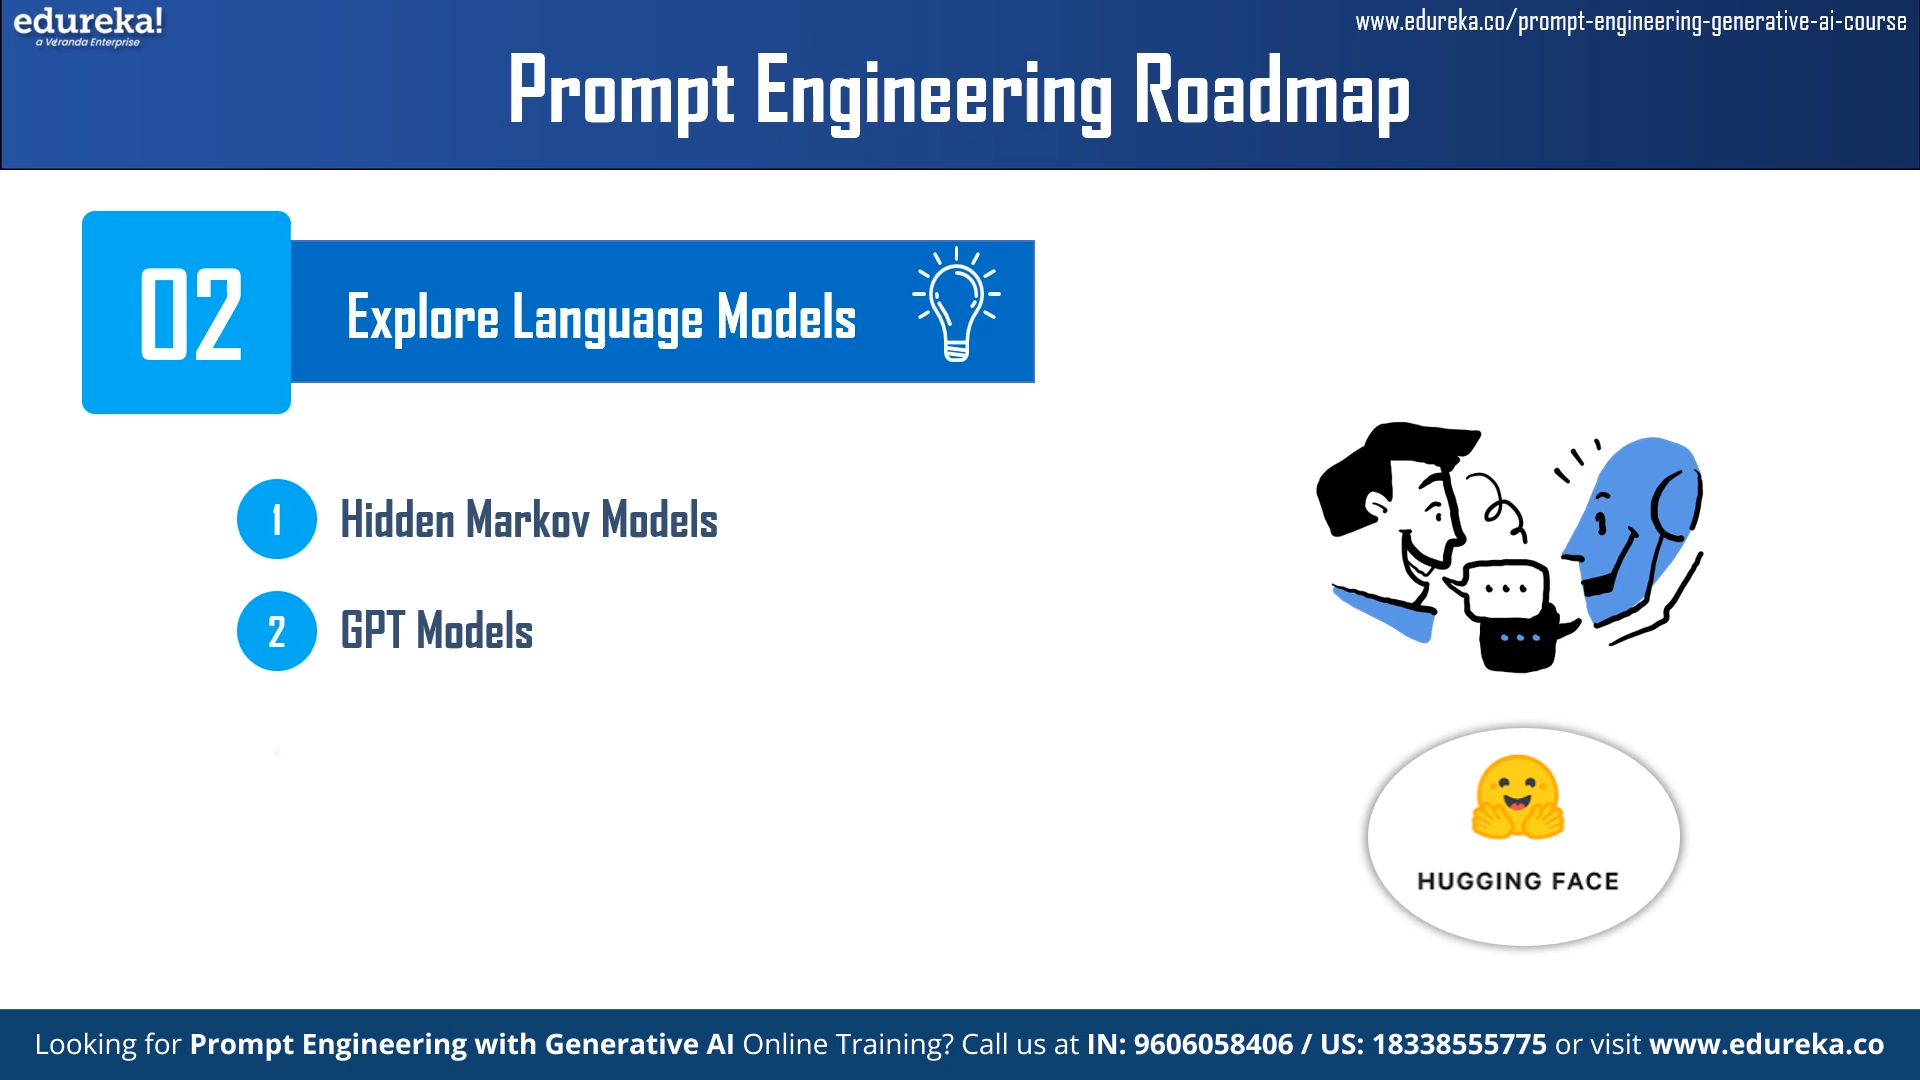 edureka!
a Veranda Enterprise
www.edureka.co/prompt-engineering-generative-ai-course
Prompt Engineering Roadmap
02
Explore Language Models
1 Hidden Markov Models
2 GPT Models
HUGGING FACE
Looking for Prompt Engineering with Generative AI Online Training? Call us at IN: 9606058406 / US: 18338555775 or visit www.edureka.co